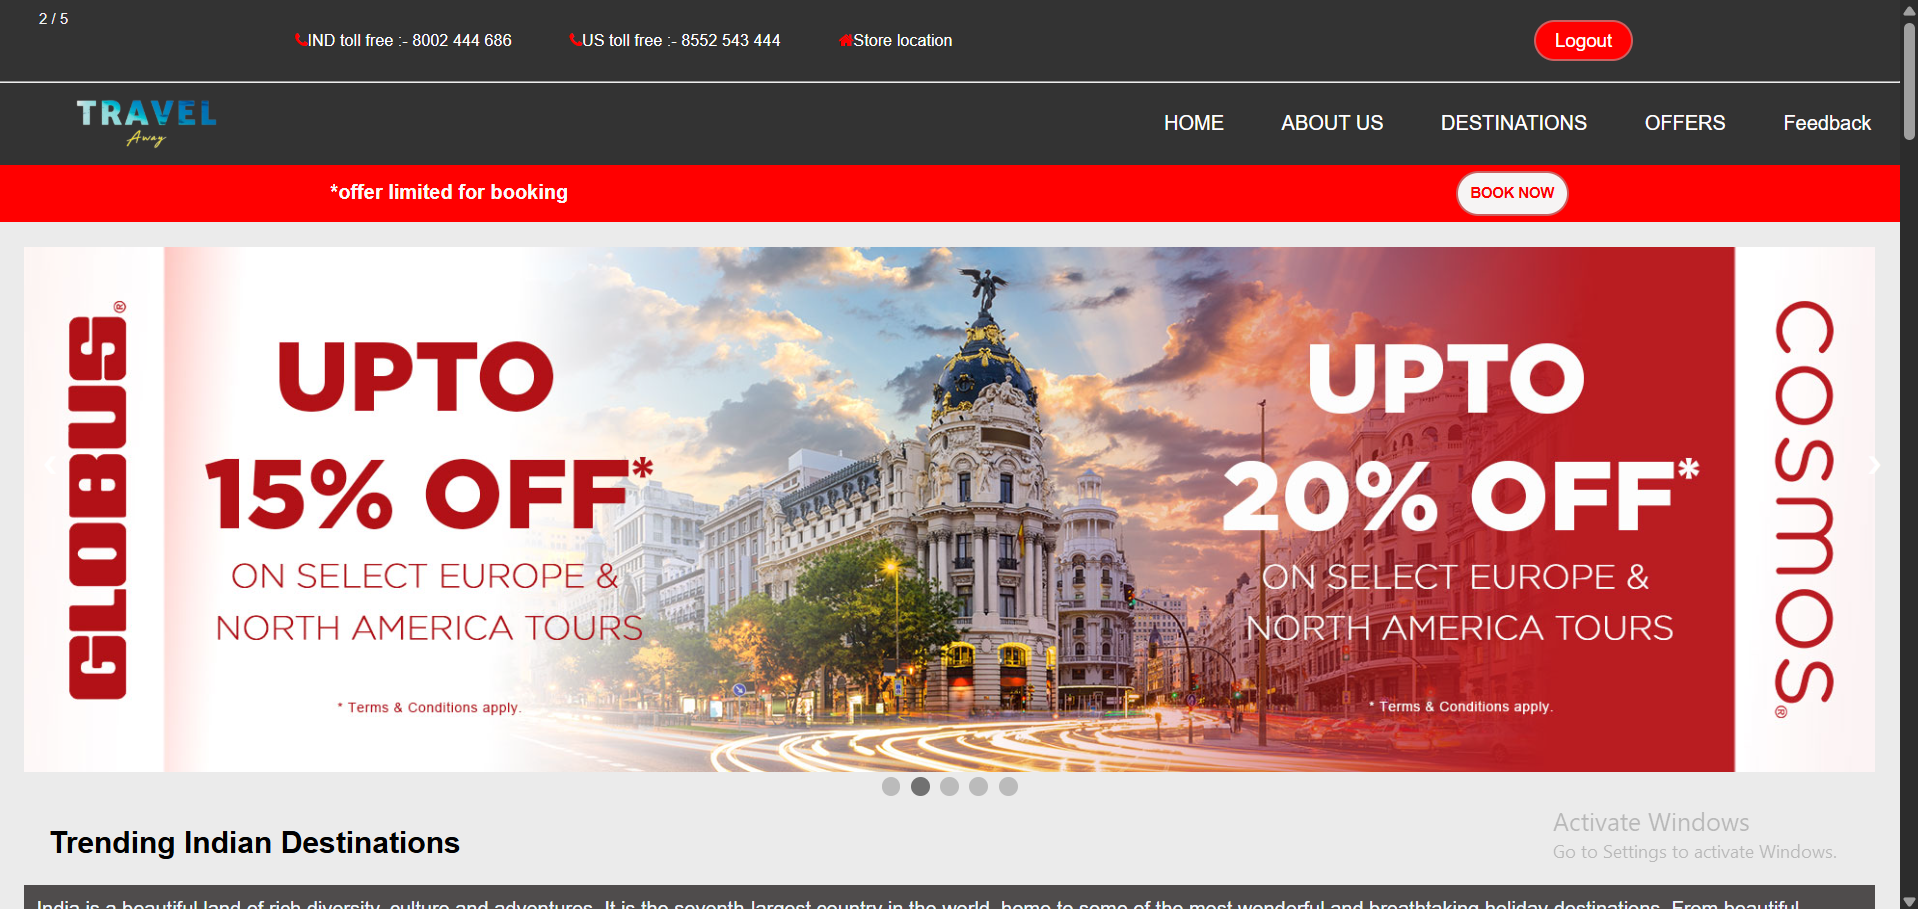 2 / 5
IND toll free :- 8002 444 686
US toll free :- 8552 543 444
Store location
Logout
TRAVEL
Away
HOME
ABOUT US
DESTINATIONS
OFFERS
Feedback
*offer limited for booking
BOOK NOW
GLOBUS®
UPTO
15% OFF*
ON SELECT EUROPE &
NORTH AMERICA TOURS
* Terms & Conditions apply.
UPTO
20% OFF*
ON SELECT EUROPE &
NORTH AMERICA TOURS
* Terms & Conditions apply.
cosmos®
Trending Indian Destinations
Activate Windows
Go to Settings to activate Windows.
India is a beautiful land of rich diversity, culture and adventures. It is the seventh largest country in the world, home to some of the most wonderful and breathtaking holiday destinations. From beautiful